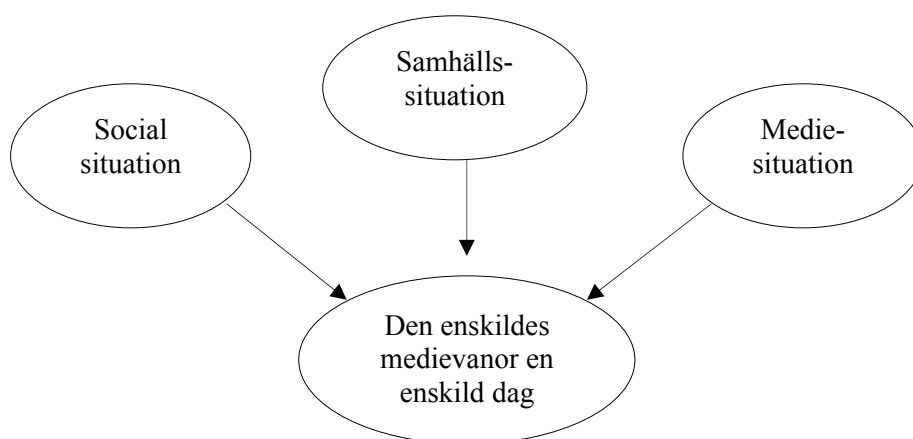 Samhälls-
situation
Social
situation
Medie-
situation
Den enskildes
medievanor en
enskild dag